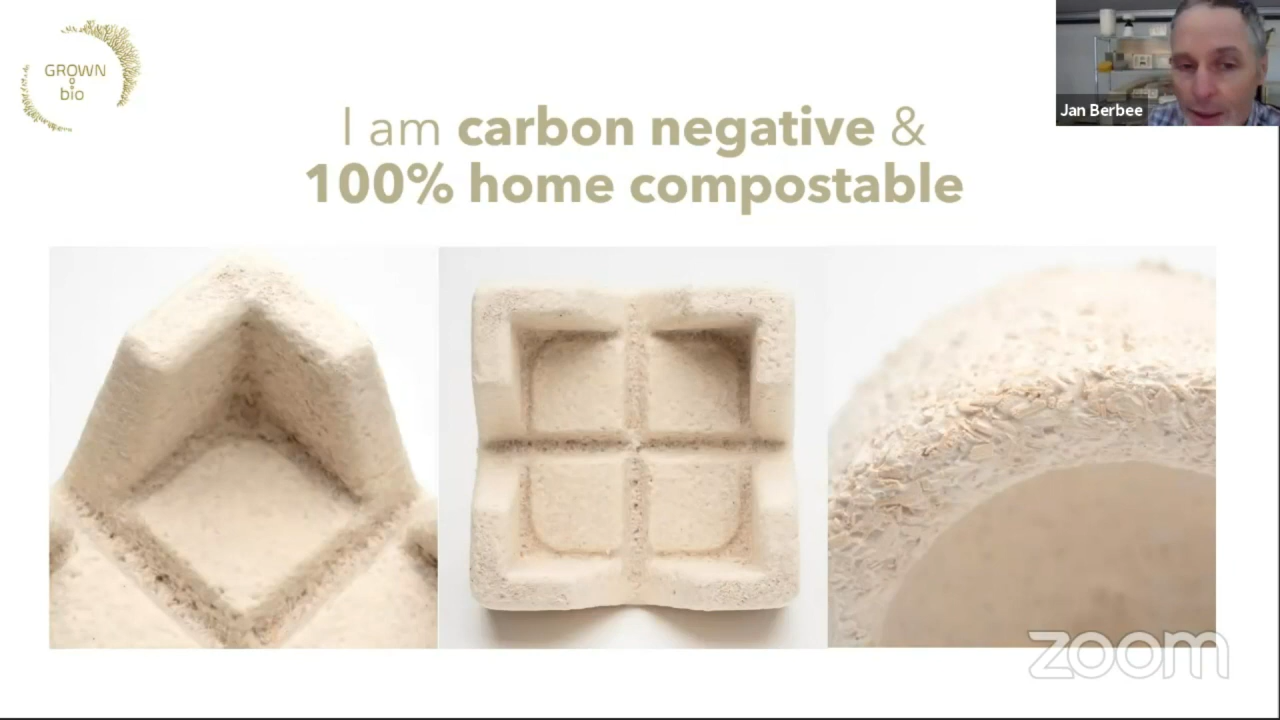 GROWN
bio
Jan Berbee
I am carbon negative &
100% home compostable
zoom